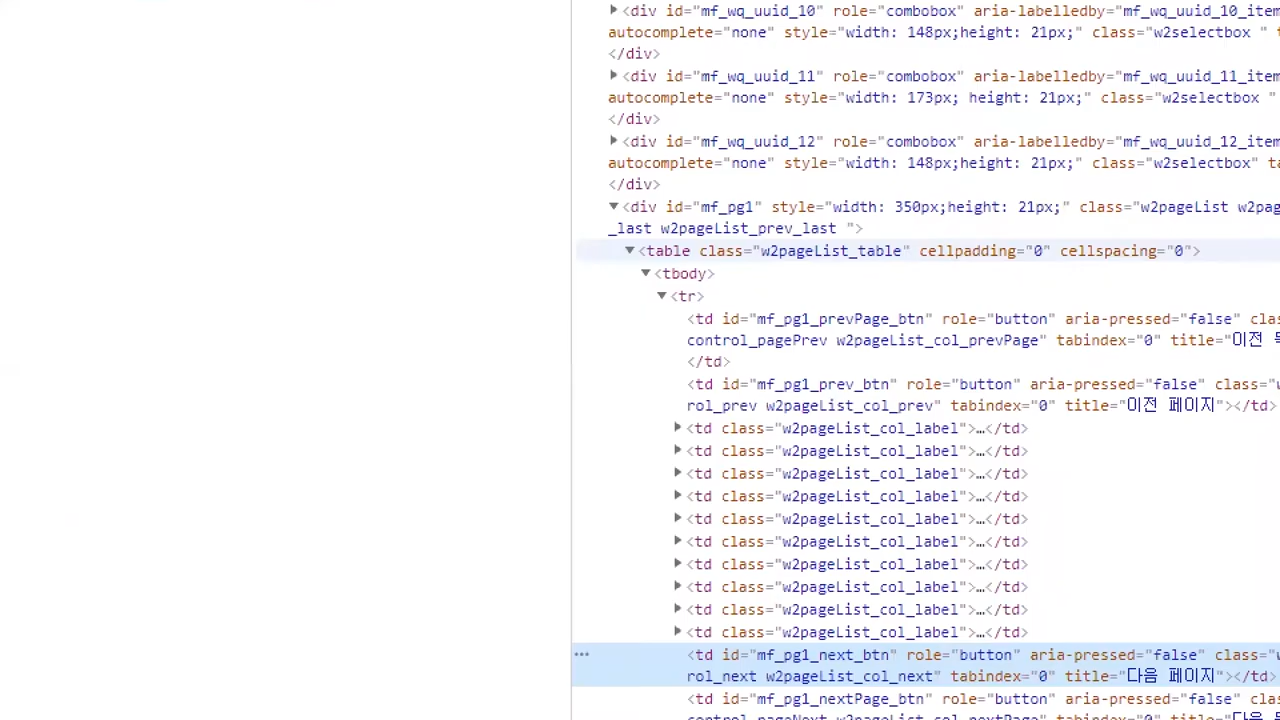 <div id="mf_wq_uuid_10" role="combobox" aria-labelledby="mf_wq_uuid_10_item
autocomplete="none" style="width: 148px;height: 21px;" class="w2selectbox "
</div>
<div id="mf_wq_uuid_11" role="combobox" aria-labelledby="mf_wq_uuid_11_item
autocomplete="none" style="width: 173px; height: 21px;" class="w2selectbox "
</div>
<div id="mf_wq_uuid_12" role="combobox" aria-labelledby="mf_wq_uuid_12_item
autocomplete="none" style="width: 148px;height: 21px;" class="w2selectbox" ta
</div>
<div id="mf_pg1" style="width: 350px;height: 21px;" class="w2pageList w2pag
_last w2pageList_prev_last ">
<table class="w2pageList_table" cellpadding="0" cellspacing="0">
<tbody>
<tr>
<td id="mf_pg1_prevPage_btn" role="button" aria-pressed="false" clas
control_pagePrev w2pageList_col_prevPage" tabindex="0" title="이전
</td>
<td id="mf_pg1_prev_btn" role="button" aria-pressed="false" class="w
rol_prev w2pageList_col_prev" tabindex="0" title="이전 페이지"></td>
<td class="w2pageList_col_label">…</td>
<td class="w2pageList_col_label">…</td>
<td class="w2pageList_col_label">…</td>
<td class="w2pageList_col_label">…</td>
<td class="w2pageList_col_label">…</td>
<td class="w2pageList_col_label">…</td>
<td class="w2pageList_col_label">…</td>
<td class="w2pageList_col_label">…</td>
<td class="w2pageList_col_label">…</td>
<td class="w2pageList_col_label">…</td>
<td id="mf_pg1_next_btn" role="button" aria-pressed="false" class="w
rol_next w2pageList_col_next" tabindex="0" title="다음 페이지"></td>
<td id="mf_pg1_nextPage_btn" role="button" aria-pressed="false" clas
control_pageNext w2pageList_col_nextPage" tabindex="0" title="다음